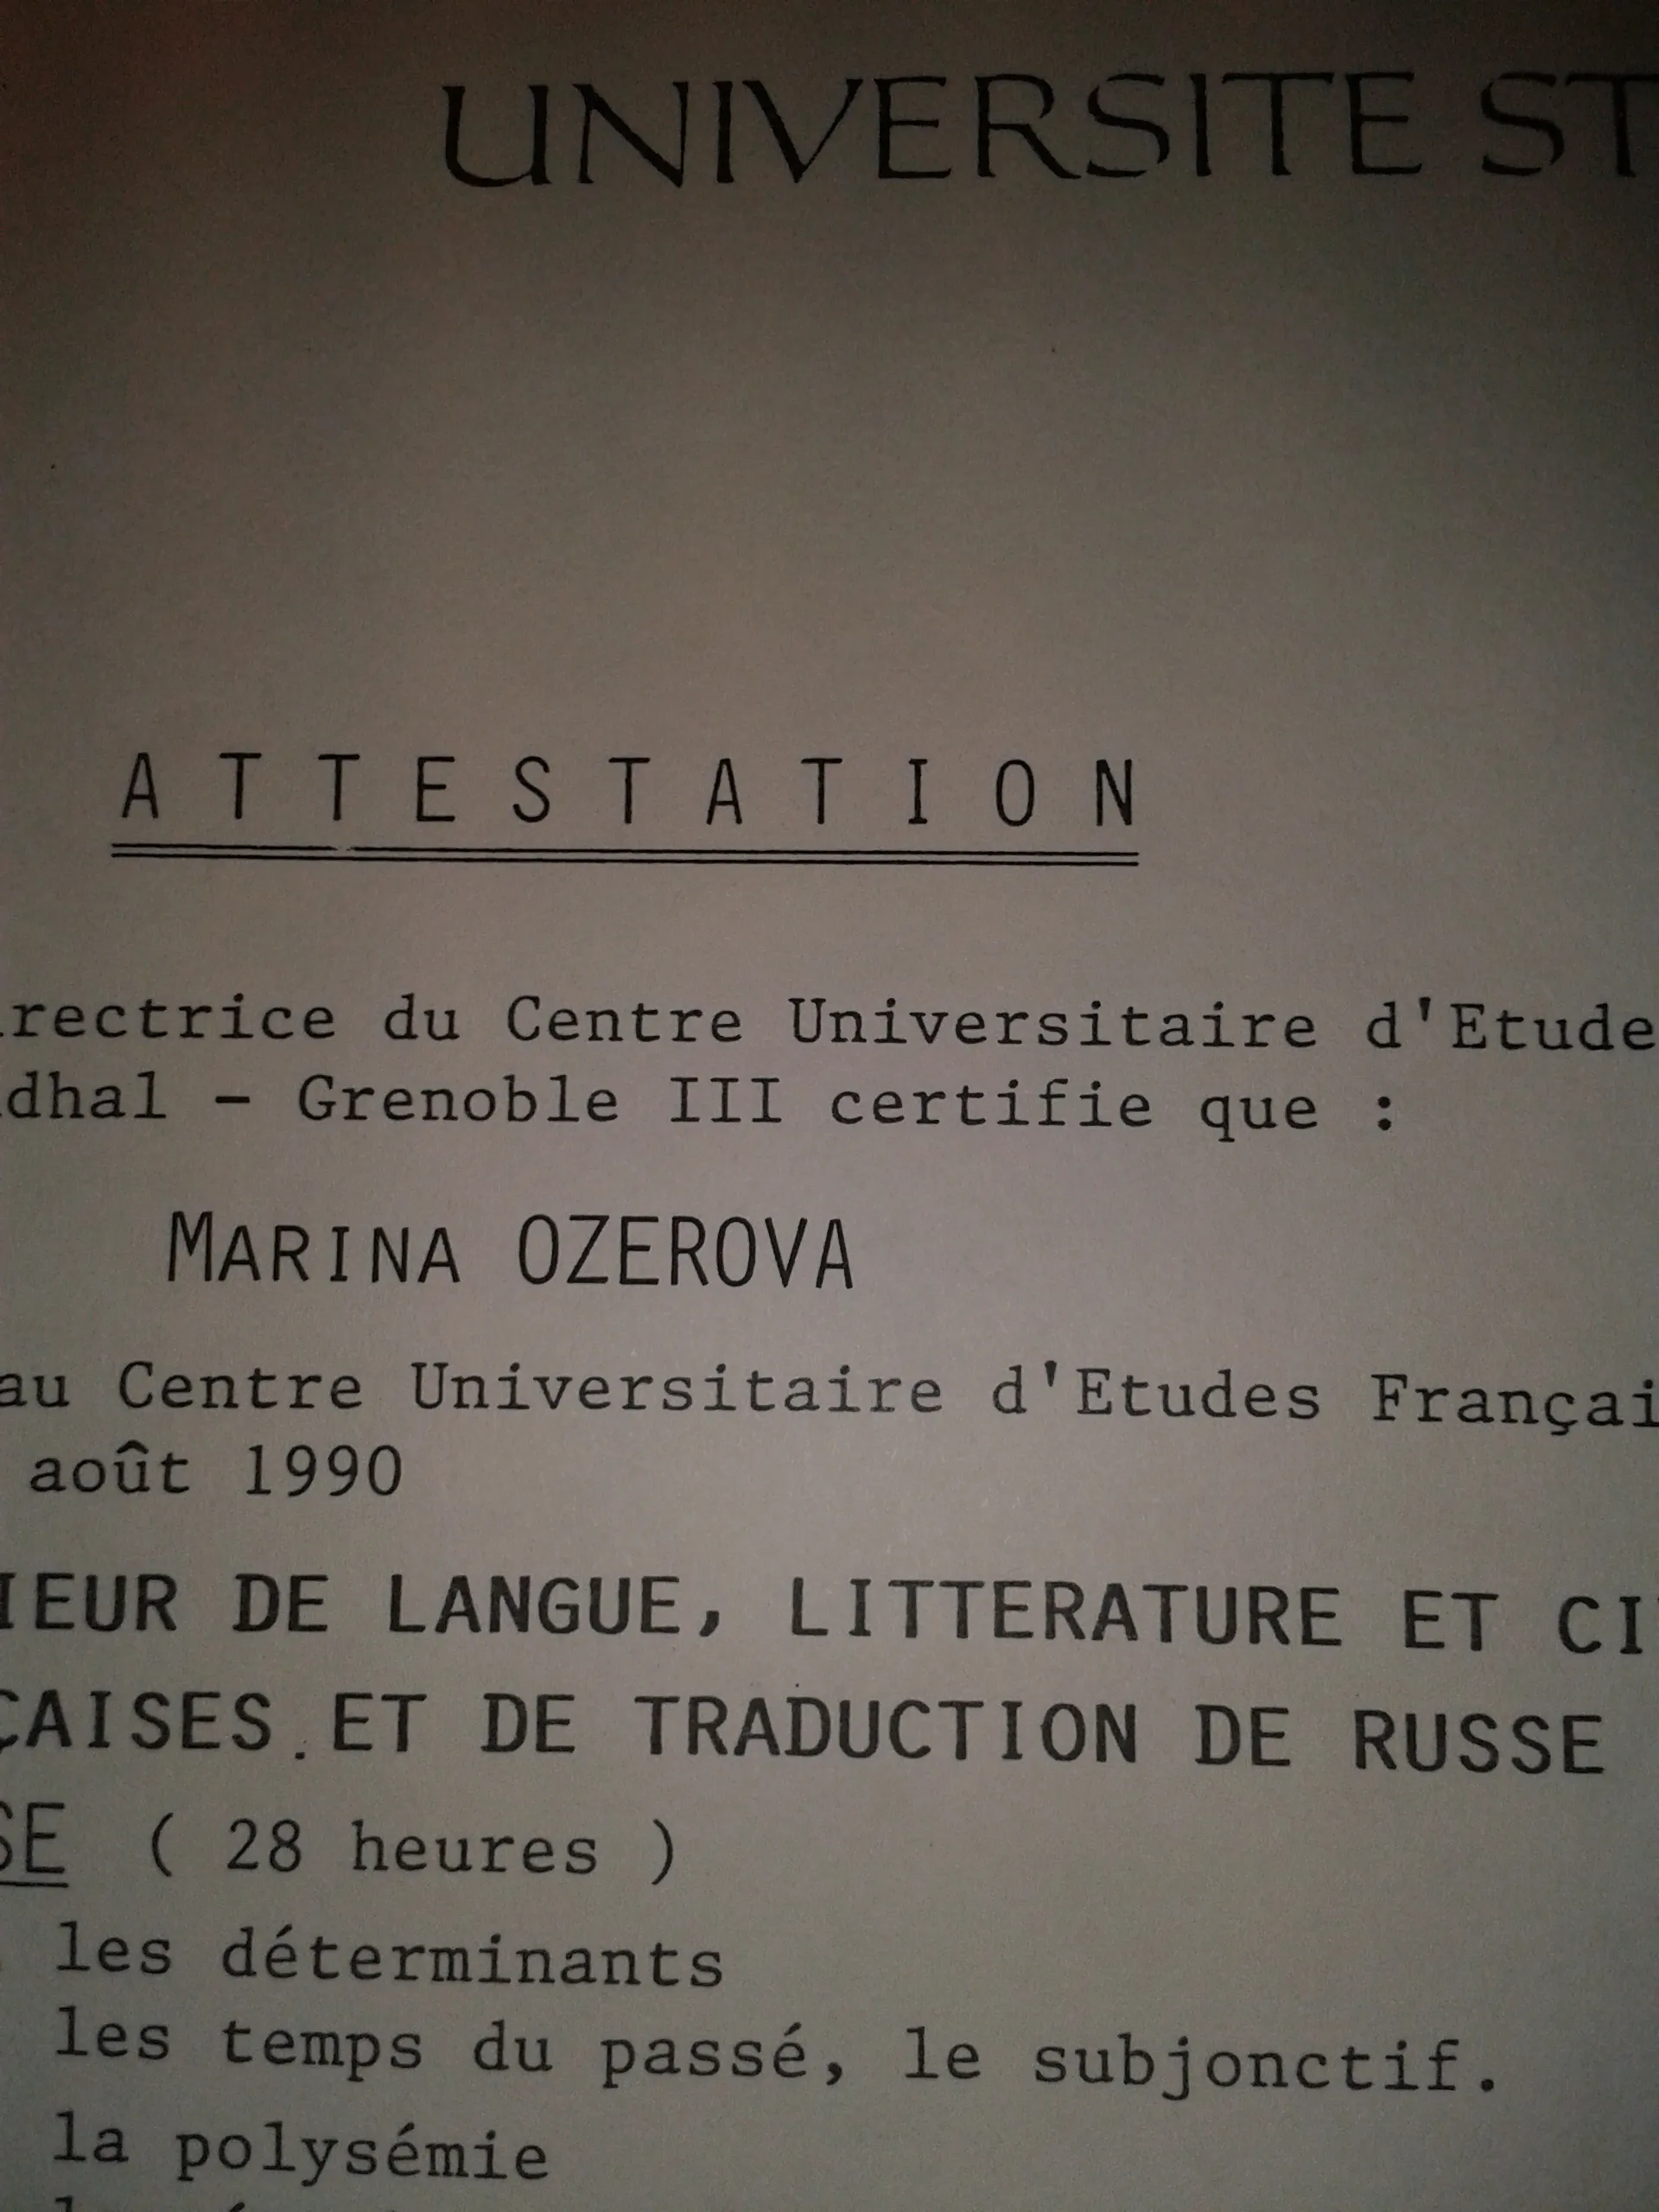 UNIVERSITE ST
ATTESTATION
rectrice du Centre Universitaire d'Etude
dhal - Grenoble III certifie que :
MARINA OZEROVA
au Centre Universitaire d'Etudes Françai
août 1990
IEUR DE LANGUE, LITTERATURE ET CI
ÇAISES ET DE TRADUCTION DE RUSSE
SE ( 28 heures )
les déterminants
les temps du passé, le subjonctif.
la polysémie